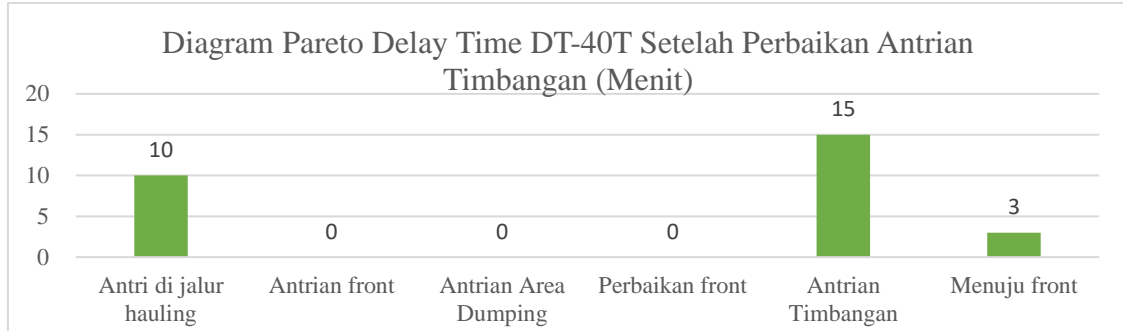 Diagram Pareto Delay Time DT-40T Setelah Perbaikan Antrian
Timbangan (Menit)
20
15
10
5
0
10
0
0
0
15
3
Antri di jalur
hauling
Antrian front
Antrian Area
Dumping
Perbaikan front
Antrian
Timbangan
Menuju front